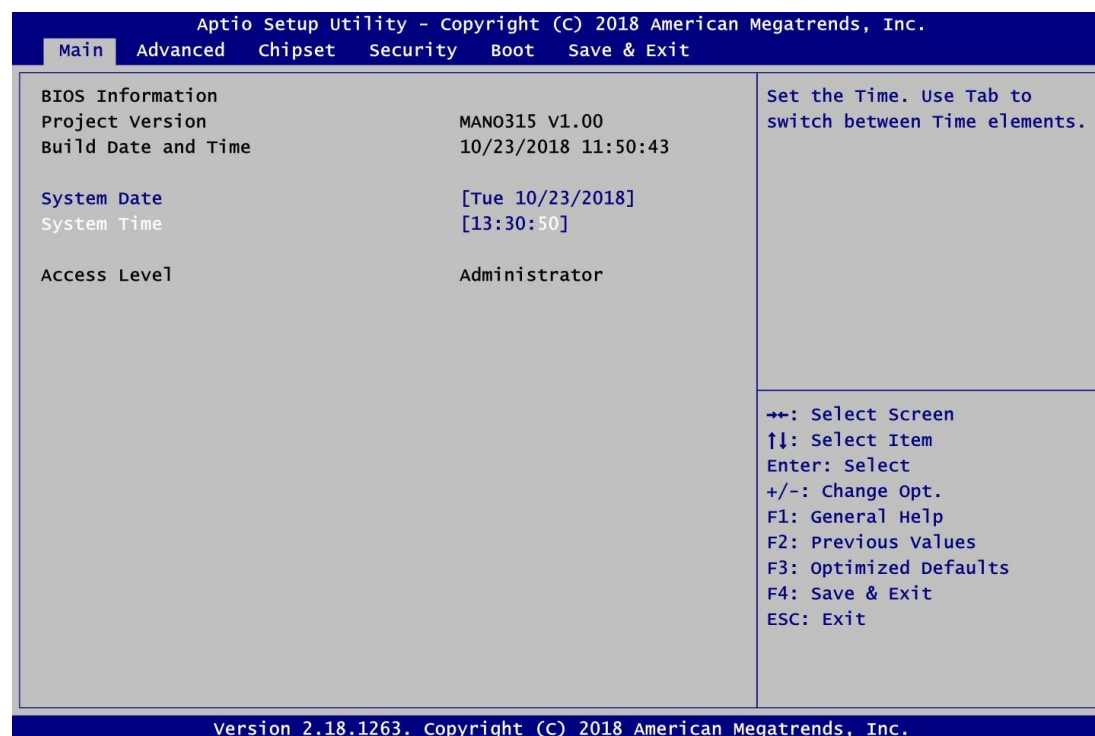 Aptio Setup Utility – Copyright (C) 2018 American Megatrends, Inc.
Main Advanced Chipset Security Boot Save & Exit
BIOS Information
Project Version MANO315 V1.00
Build Date and Time 10/23/2018 11:50:43
System Date [Tue 10/23/2018]
System Time [13:30:50]
Access Level Administrator
Set the Time. Use Tab to
switch between Time elements.
→←: Select Screen
↑↓: Select Item
Enter: Select
+/-: Change Opt.
F1: General Help
F2: Previous Values
F3: Optimized Defaults
F4: Save & Exit
ESC: Exit
Version 2.18.1263. Copyright (C) 2018 American Megatrends, Inc.